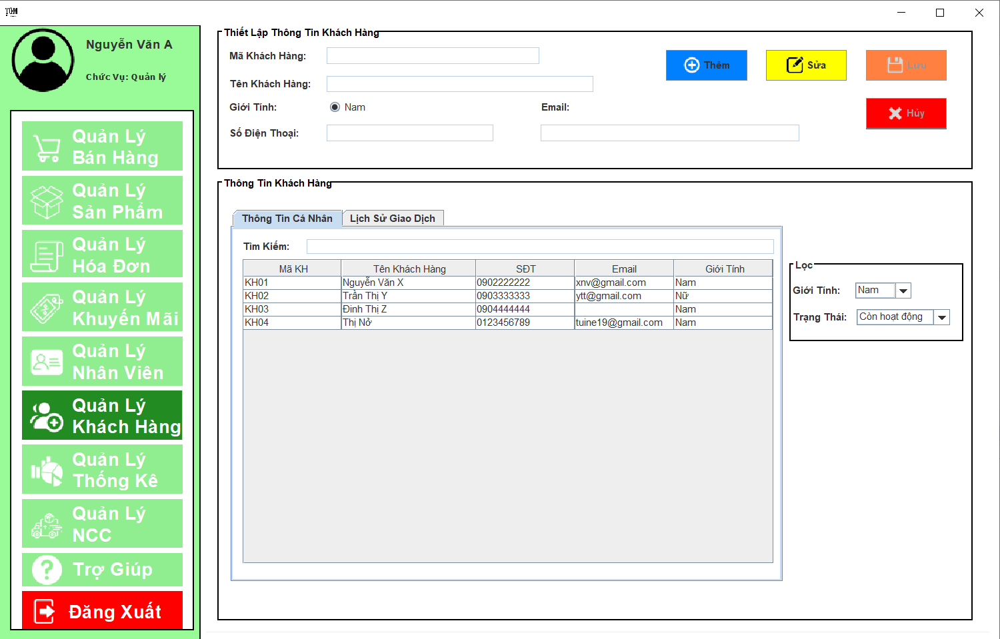 TQM
Nguyễn Văn A
Chức Vụ: Quản lý
Quản Lý
Bán Hàng
Quản Lý
Sản Phẩm
Quản Lý
Hóa Đơn
Quản Lý
Khuyến Mãi
Quản Lý
Nhân Viên
Quản Lý
Khách Hàng
Quản Lý
Thống Kê
Quản Lý
NCC
Trợ Giúp
Đăng Xuất
Thiết Lập Thông Tin Khách Hàng
Mã Khách Hàng:
Tên Khách Hàng:
Giới Tính: Nam Email:
Số Điện Thoại:
Thêm Sửa Lưu
Hủy
Thông Tin Khách Hàng
Thông Tin Cá Nhân Lịch Sử Giao Dịch
Tìm Kiếm:
Mã KH Tên Khách Hàng SĐT Email Giới Tính
KH01 Nguyễn Văn X 0902222222 xnv@gmail.com Nam
KH02 Trần Thị Y 0903333333 ytt@gmail.com Nữ
KH03 Đinh Thị Z 0904444444 Nam
KH04 Thị Nở 0123456789 tuine19@gmail.com Nam
Lọc
Giới Tính: Nam
Trạng Thái: Còn hoạt động